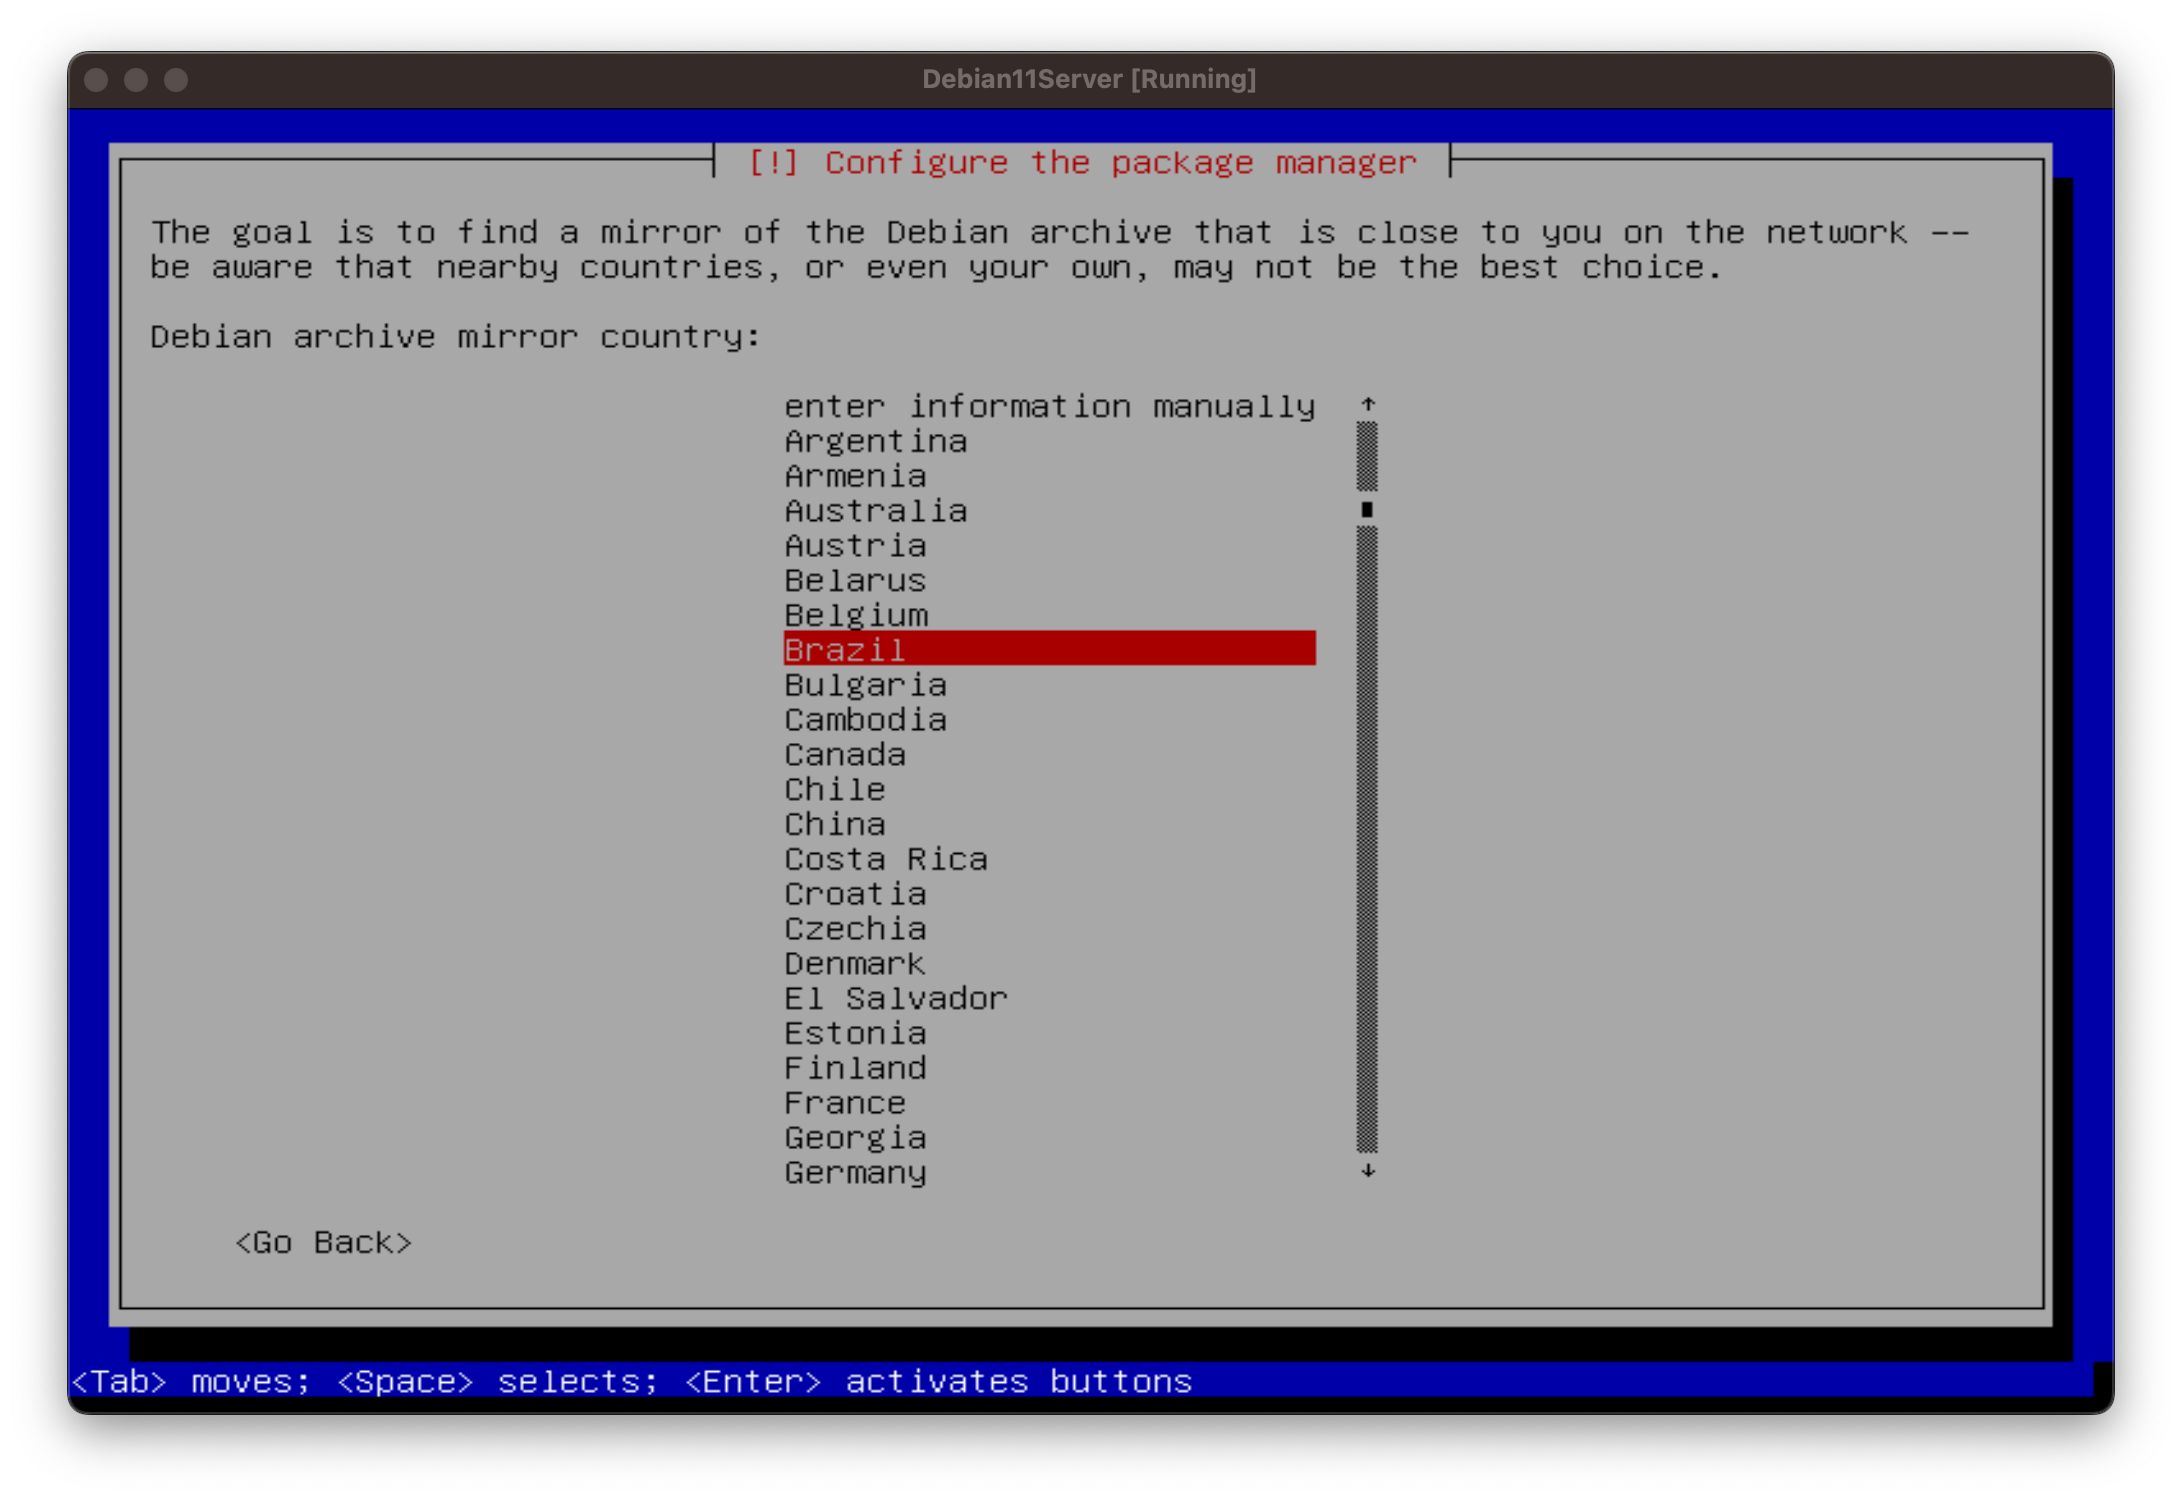 Debian11Server [Running]
[!] Configure the package manager
The goal is to find a mirror of the Debian archive that is close to you on the network --
be aware that nearby countries, or even your own, may not be the best choice.
Debian archive mirror country:
enter information manually
Argentina
Armenia
Australia
Austria
Belarus
Belgium
Brazil
Bulgaria
Cambodia
Canada
Chile
China
Costa Rica
Croatia
Czechia
Denmark
El Salvador
Estonia
Finland
France
Georgia
Germany
<Go Back>
<Tab> moves; <Space> selects; <Enter> activates buttons